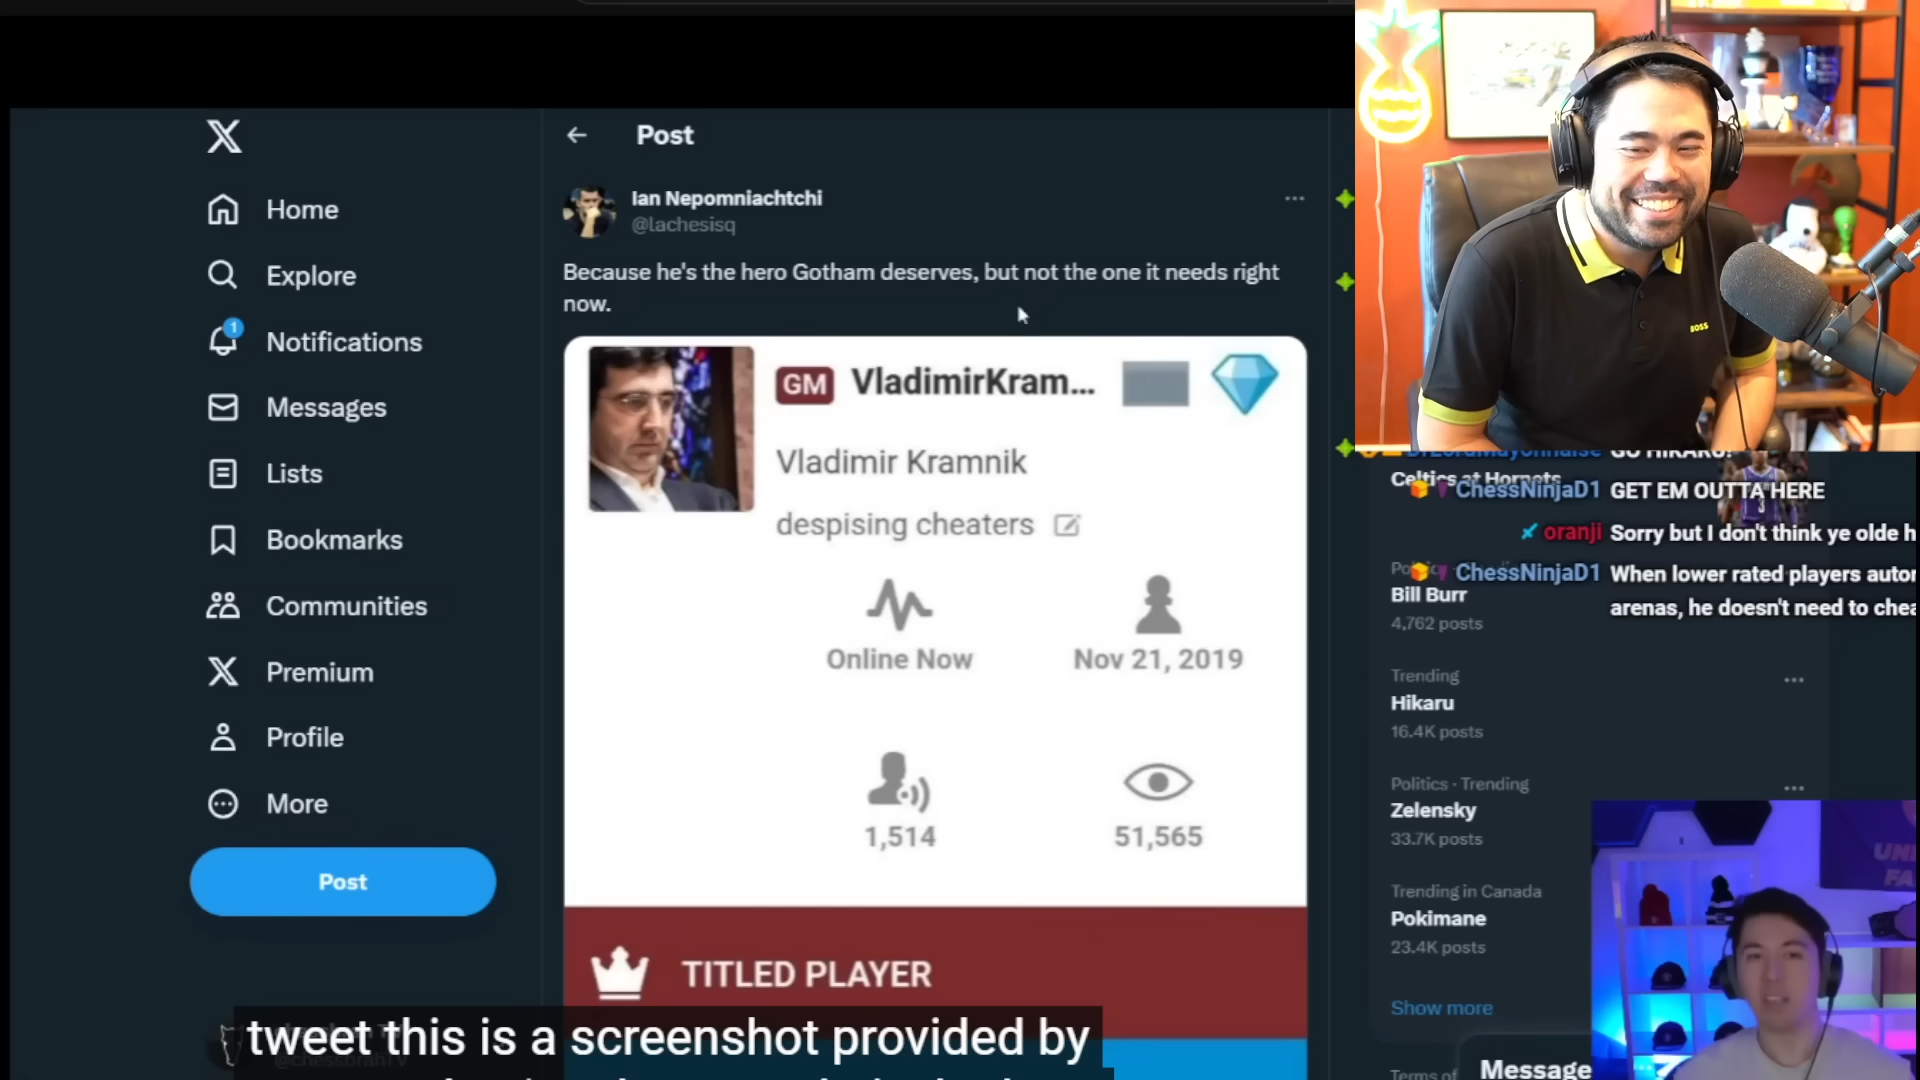 Post
Ian Nepomniachtchi
@lachesisq
Because he's the hero Gotham deserves, but not the one it needs right
now.
GM VladimirKram...
Vladimir Kramnik
despising cheaters
Online Now
Nov 21, 2019
1,514
51,565
TITLED PLAYER
Home
Explore
1
Notifications
Messages
Lists
Bookmarks
Communities
Premium
Profile
More
Post
tweet this is a screenshot provided by
BOSS
GO HIKARU!
Celtics at Hornets
ChessNinjaD1 GET EM OUTTA HERE
oranji Sorry but I don't think ye olde h
ChessNinjaD1 When lower rated players
arenas, he doesn't need to
Bill Burr
4,762 posts
Trending
Hikaru
16.4K posts
Politics · Trending
Zelensky
33.7K posts
Trending in Canada
Pokimane
23.4K posts
Show more
Terms of
Message